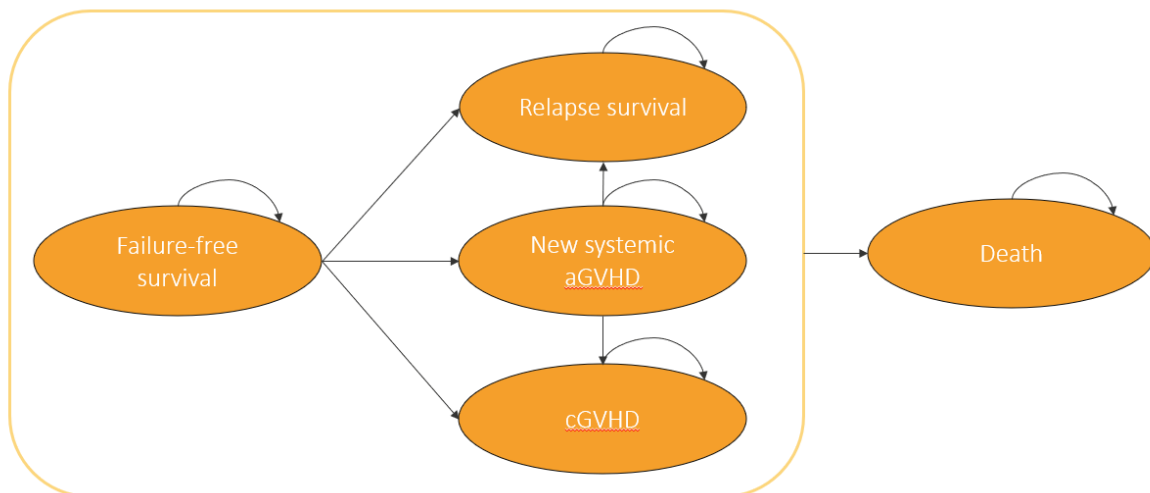 Relapse survival
Failure-free
survival
New systemic
aGVHD
Death
cGVHD